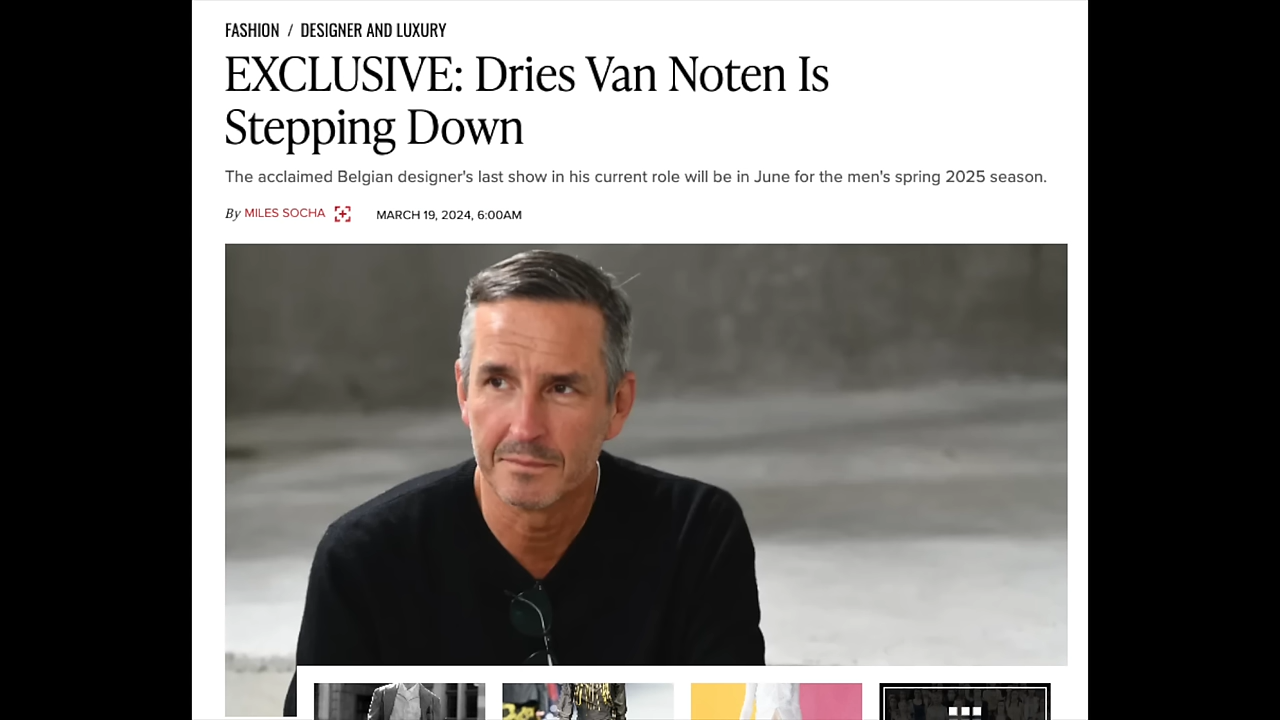 FASHION / DESIGNER AND LUXURY
EXCLUSIVE: Dries Van Noten Is
Stepping Down
The acclaimed Belgian designer's last show in his current role will be in June for the men's spring 2025 season.
By MILES SOCHA MARCH 19, 2024, 6:00AM